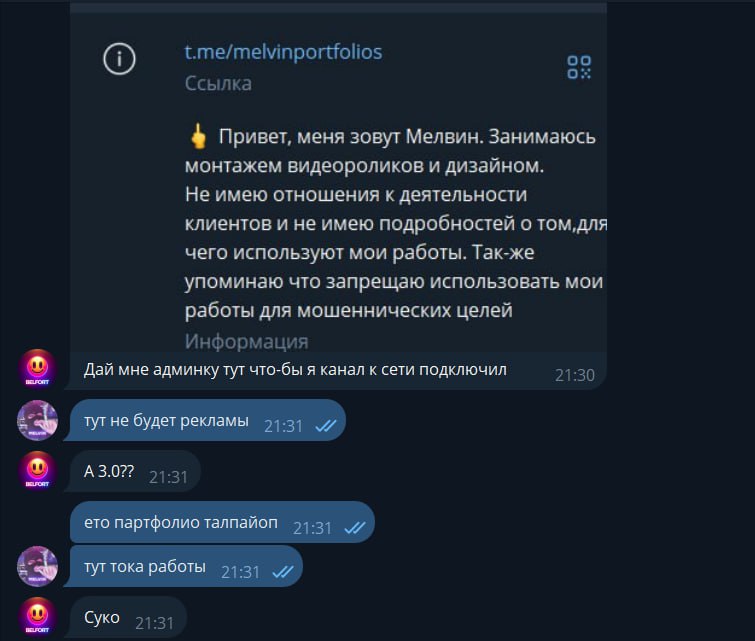 t.me/melvinportfolios
Ссылка
Привет, меня зовут Мелвин. Занимаюсь
монтажем видеороликов и дизайном.
Не имею отношения к деятельности
клиентов и не имею подробностей о том,для
чего используют мои работы. Так-же
упоминаю что запрещаю использовать мои
работы для мошеннических целей
Информация
Дай мне админку тут что-бы я канал к сети подключил 21:30
BELFORT
тут не будет рекламы 21:31
MELVIN
А 3.0?? 21:31
BELFORT
ето партфолио талпайоп 21:31
тут тока работы 21:31
MELVIN
Суко 21:31
BELFORT